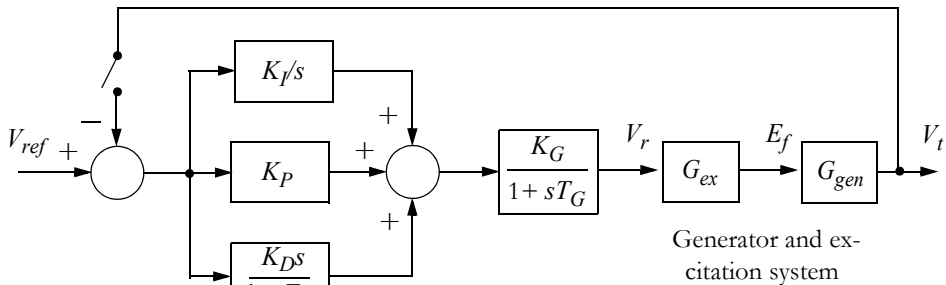 K_I/s
V_ref
+
−
K_P
+
+
+
K_G
1 + sT_G
V_r
G_ex
E_f
G_gen
V_t
K_D s
Generator and ex-
citation system